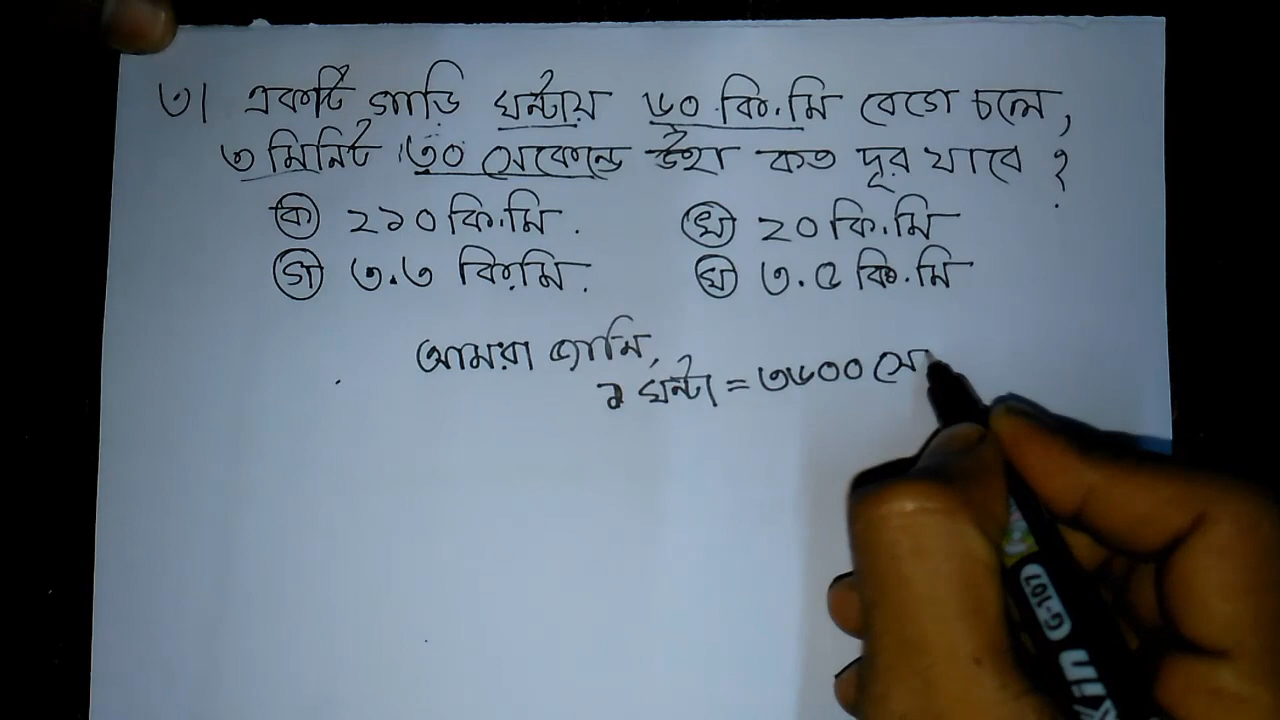 ৩। একটি গাড়ি ঘন্টায় ৬০ কি.মি বেগে চলে,
৩ মিনিট ৩০ সেকেন্ডে উহা কত দূর যাবে ?
ক ২১০ কি.মি.
খ ২০ কি.মি
গ ৩.৩ কি.মি.
ঘ ৩.৫ কি.মি
আমরা জানি,
১ ঘন্টা = ৩৬০০ সে
G-107